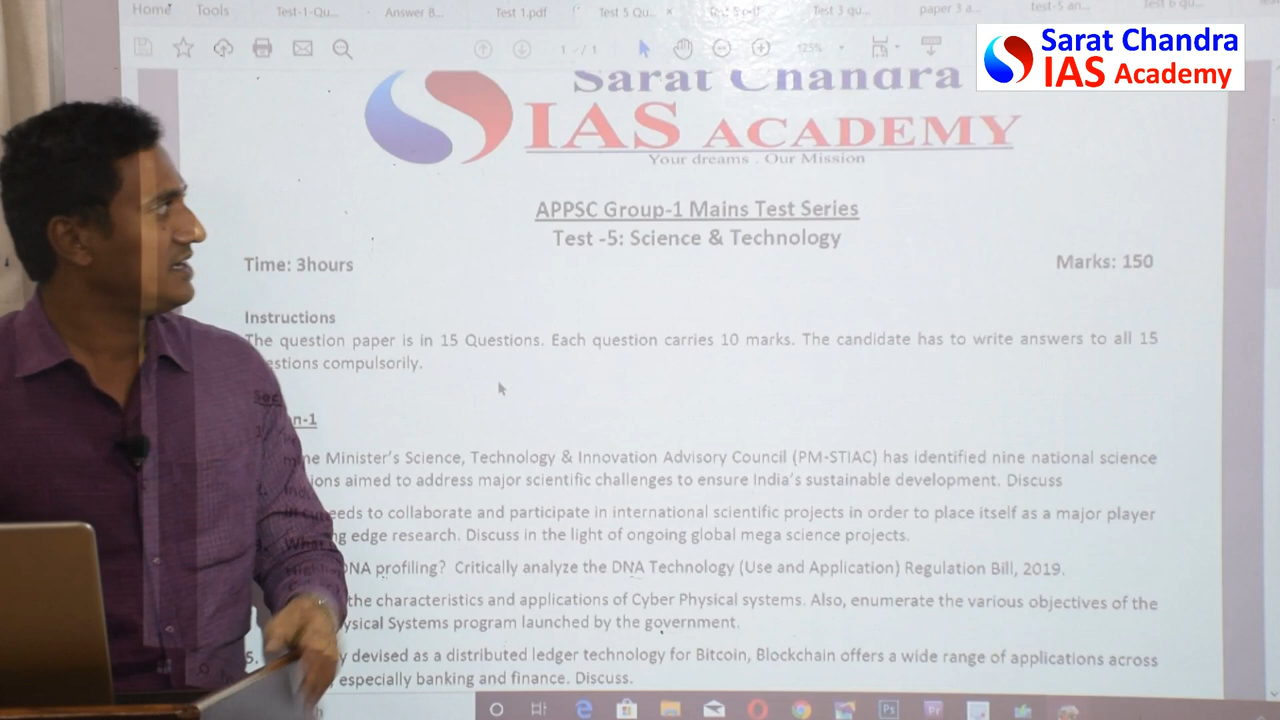 Home Tools Test-1-Qu... Answer B... Test 1.pdf Test 5 Qu... × Test 3 qu... paper 3 a... test-5 an... Test 6 qu...
1 / 1 125%
Sarat Chandra
IAS Academy
Sarat Chandra
IAS ACADEMY
Your dreams . Our Mission
APPSC Group-1 Mains Test Series
Test -5: Science & Technology
Time: 3hours Marks: 150
Instructions
The question paper is in 15 Questions. Each question carries 10 marks. The candidate has to write answers to all 15
estions compulsorily.
n-1
ne Minister's Science, Technology & Innovation Advisory Council (PM-STIAC) has identified nine national science
ions aimed to address major scientific challenges to ensure India's sustainable development. Discuss
eeds to collaborate and participate in international scientific projects in order to place itself as a major player
ng edge research. Discuss in the light of ongoing global mega science projects.
DNA profiling? Critically analyze the DNA Technology (Use and Application) Regulation Bill, 2019.
the characteristics and applications of Cyber Physical systems. Also, enumerate the various objectives of the
ysical Systems program launched by the government.
5. y devised as a distributed ledger technology for Bitcoin, Blockchain offers a wide range of applications across
especially banking and finance. Discuss.